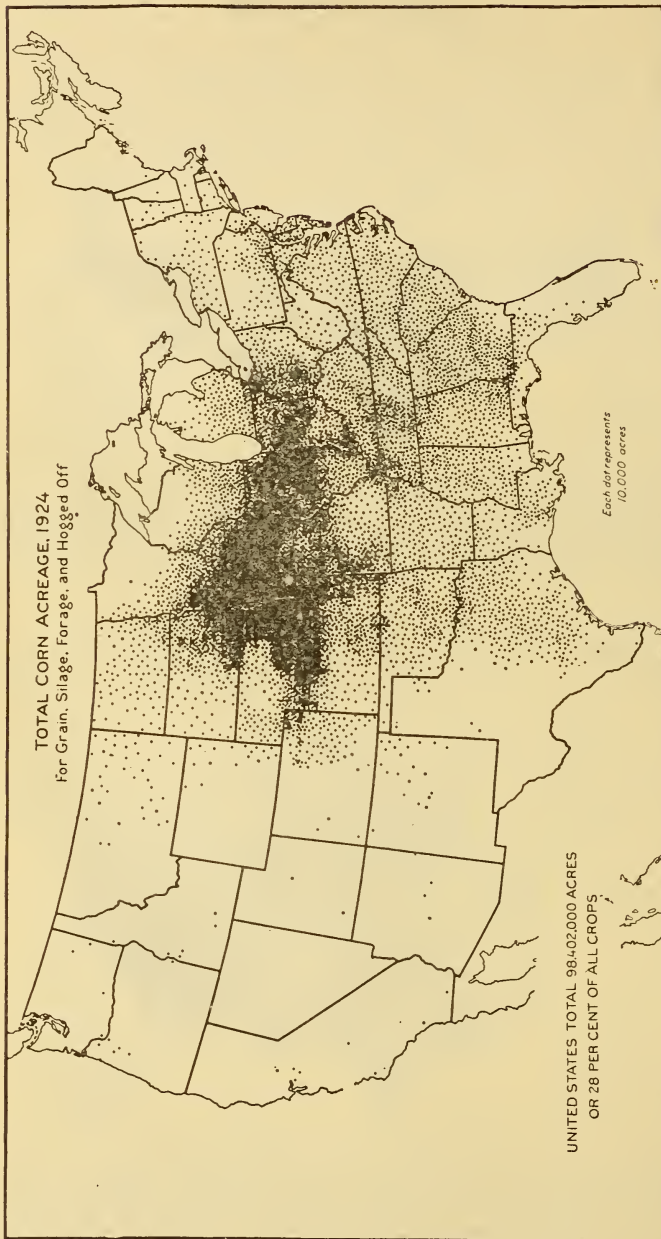 TOTAL CORN ACREAGE, 1924
For Grain, Silage, Forage, and Hogged Off
Each dot represents
10,000 acres
UNITED STATES TOTAL 98,402,000 ACRES
OR 28 PER CENT OF ALL CROPS